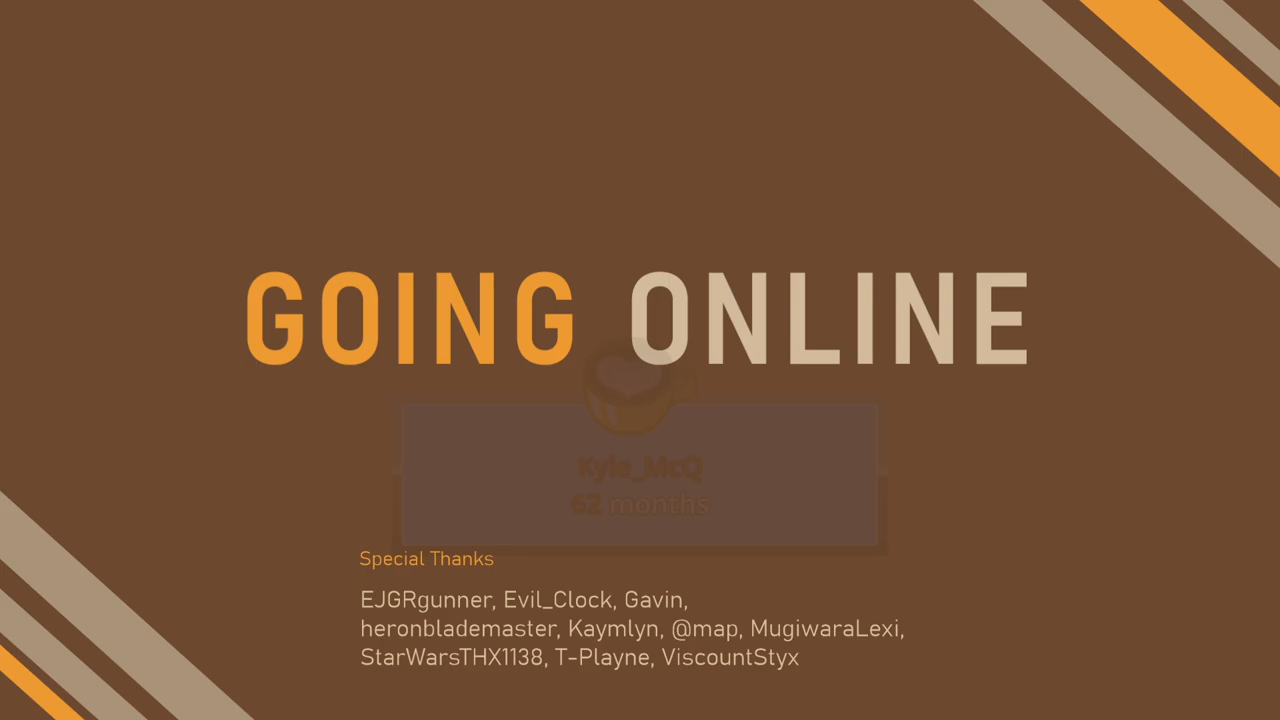 GOING ONLINE
Kyle_McQ
62 months
Special Thanks
EJGRgunner, Evil_Clock, Gavin,
heronblademaster, Kaymlyn, @map, MugiwaraLexi,
StarWarsTHX1138, T-Playne, ViscountStyx